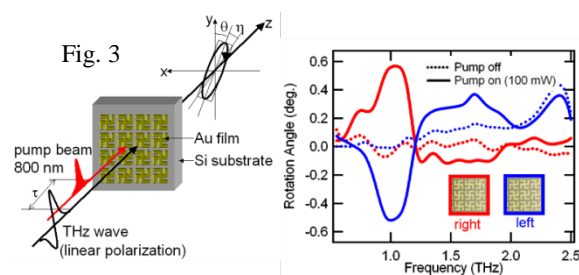 Fig. 3
y
θ
η
z
x
Au film
Si substrate
pump beam
800 nm
τ
THz wave
(linear polarization)
Rotation Angle (deg.)
0.6
0.4
0.2
0.0
-0.2
-0.4
-0.6
Pump off
Pump on (100 mW)
right
left
1.0
1.5
2.0
2.5
Frequency (THz)